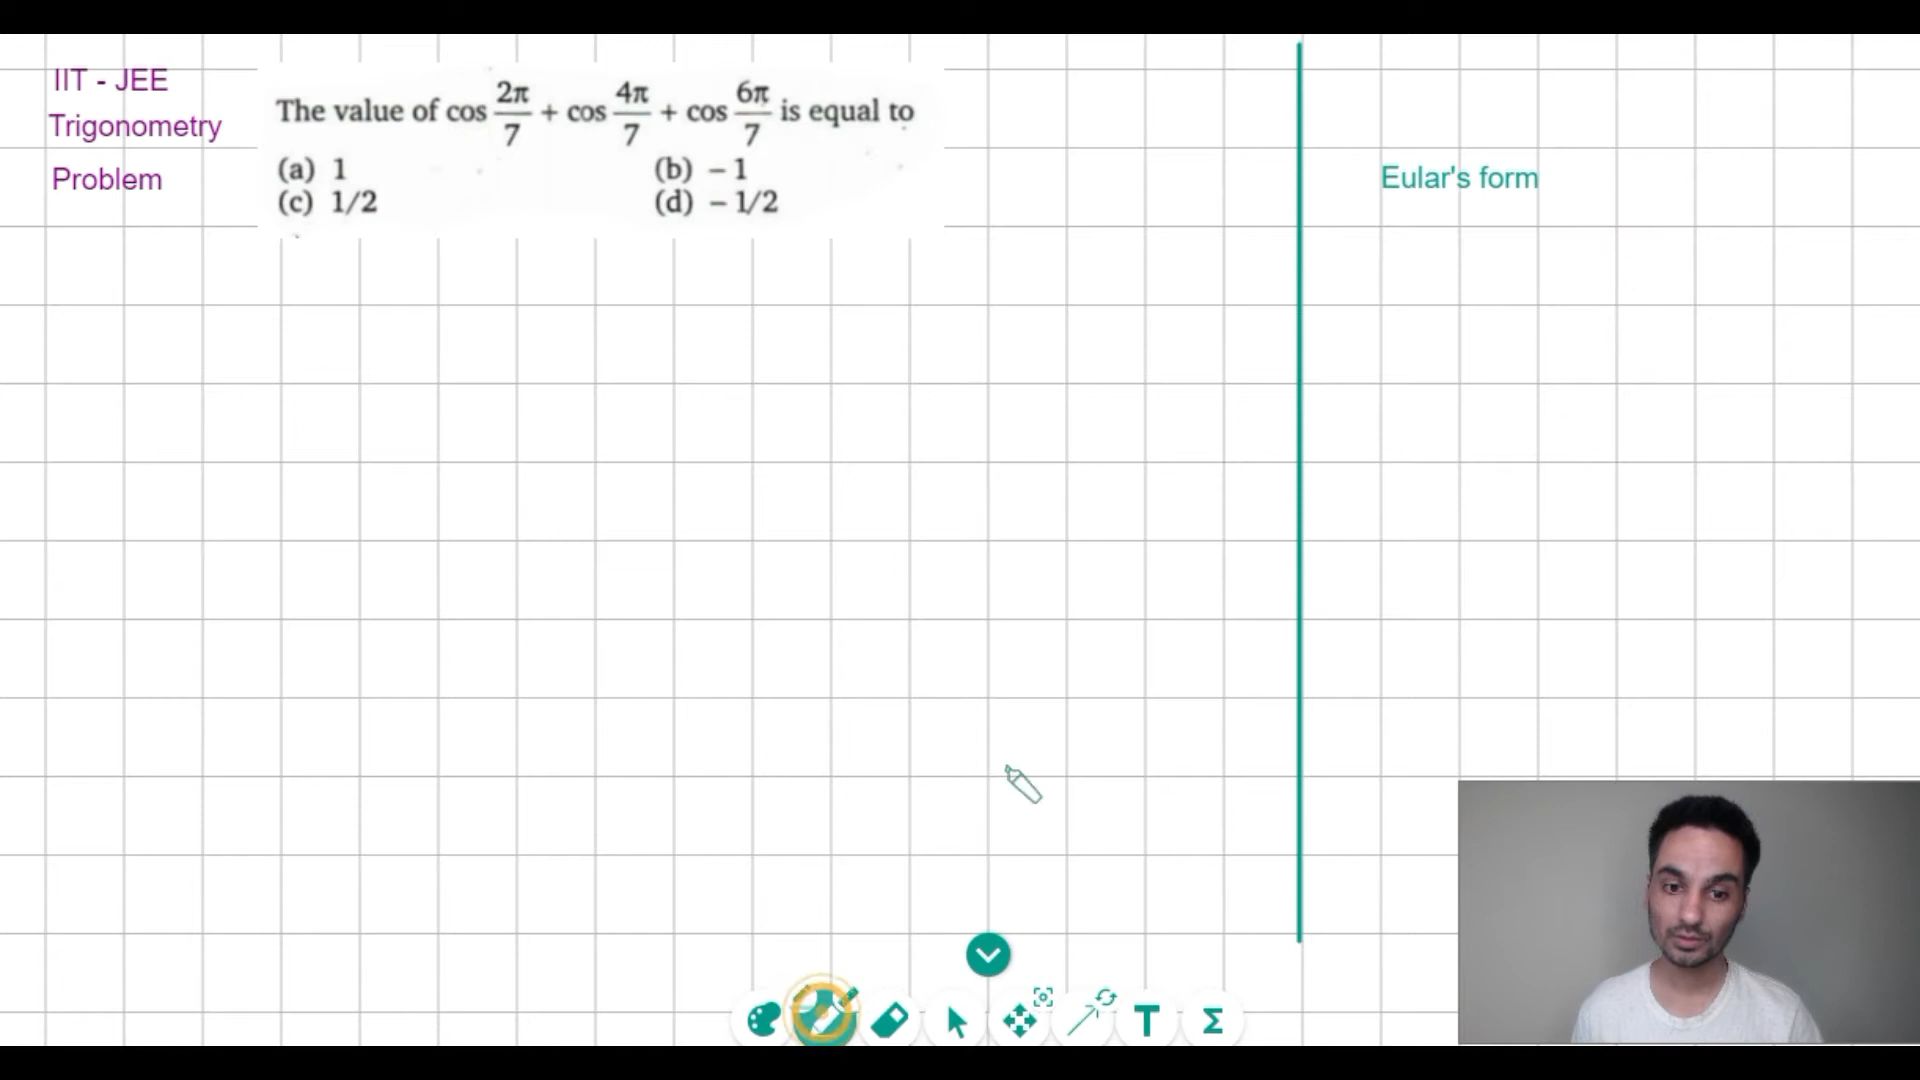 IIT - JEE
Trigonometry
Problem
The value of cos 2π/7 + cos 4π/7 + cos 6π/7 is equal to
(a) 1 (b) – 1
(c) 1/2 (d) – 1/2
Eular's form
T
Σ